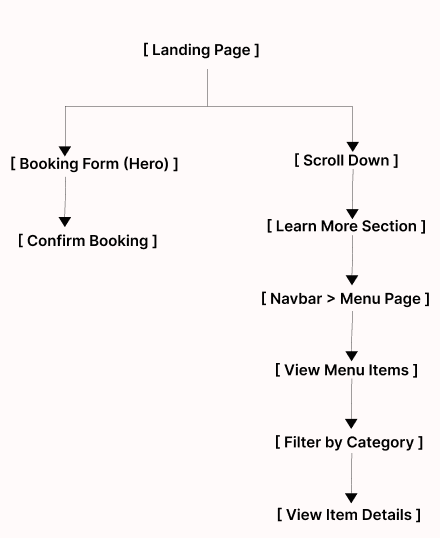 [ Landing Page ]
[ Booking Form (Hero) ]
[ Scroll Down ]
[ Confirm Booking ]
[ Learn More Section ]
[ Navbar > Menu Page ]
[ View Menu Items ]
[ Filter by Category ]
[ View Item Details ]